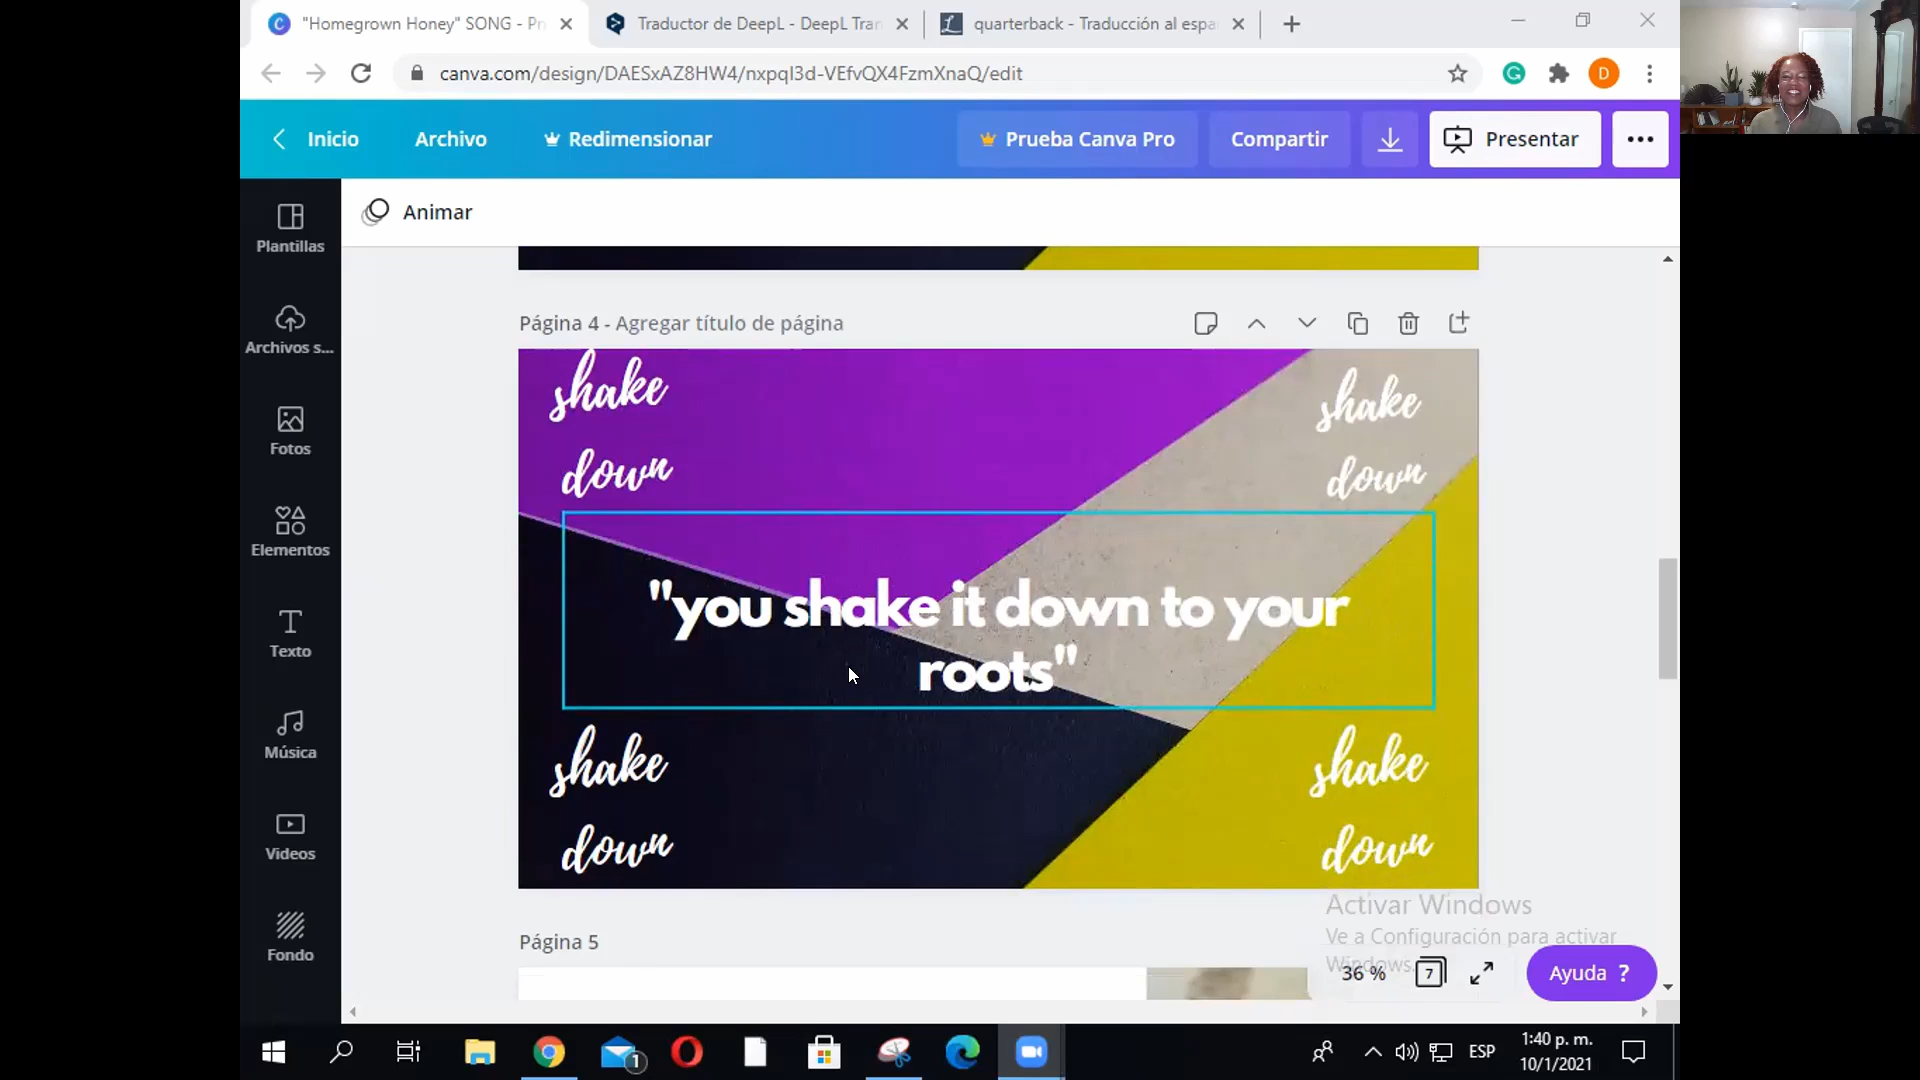 "Homegrown Honey" SONG - Pr
Traductor de DeepL - DeepL Tran
quarterback - Traducción al espa
canva.com/design/DAESxAZ8HW4/nxpqI3d-VEfvQX4FzmXnaQ/edit
D
Inicio
Archivo
Redimensionar
Prueba Canva Pro
Compartir
Presentar
Animar
Plantillas
Archivos s...
Fotos
Elementos
Texto
Música
Videos
Fondo
Página 4 - Agregar título de página
shake
down
shake
down
"you shake it down to your
roots"
shake
down
shake
down
Página 5
Activar Windows
Ve a Configuración para activar
Windows.
36 %
7
Ayuda ?
1
ESP
1:40 p. m.
10/1/2021